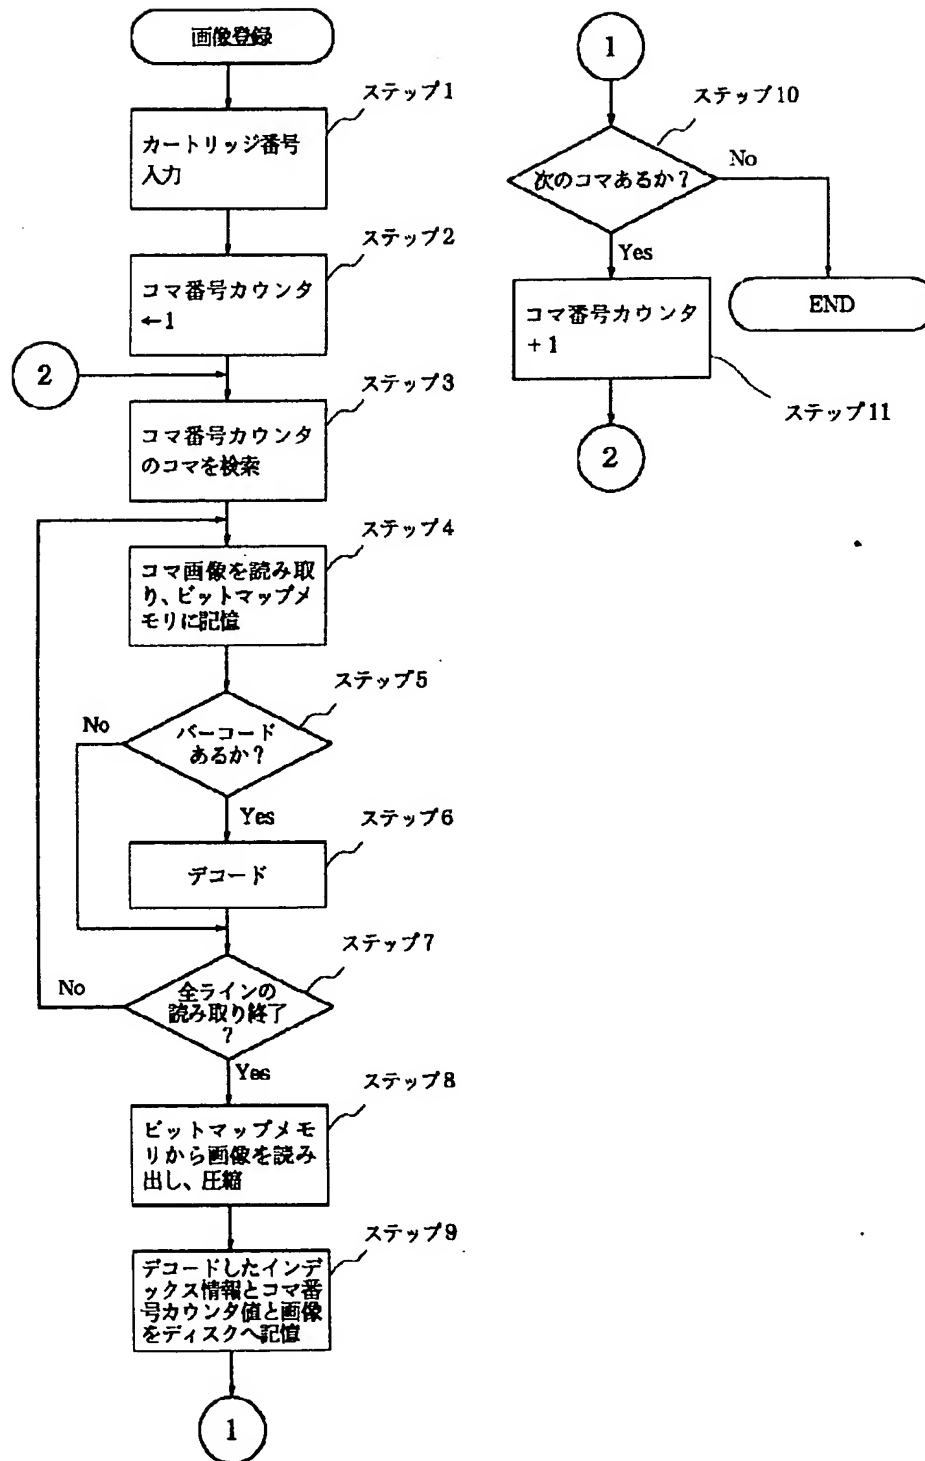 画像登録
ステップ1
カートリッジ番号
入力
ステップ2
コマ番号カウンタ
←1
2
ステップ3
コマ番号カウンタ
のコマを検索
ステップ4
コマ画像を読み取
り、ビットマップメ
モリに記憶
ステップ5
バーコード
あるか？
No
Yes
ステップ6
デコード
ステップ7
全ラインの
読み取り終了
？
No
Yes
ステップ8
ビットマップメモ
リから画像を読み
出し、圧縮
ステップ9
デコードしたインデ
ックス情報とコマ番
号カウンタ値と画像
をディスクへ記憶
1
1
ステップ10
次のコマあるか？
No
Yes
END
コマ番号カウンタ
+1
ステップ11
2